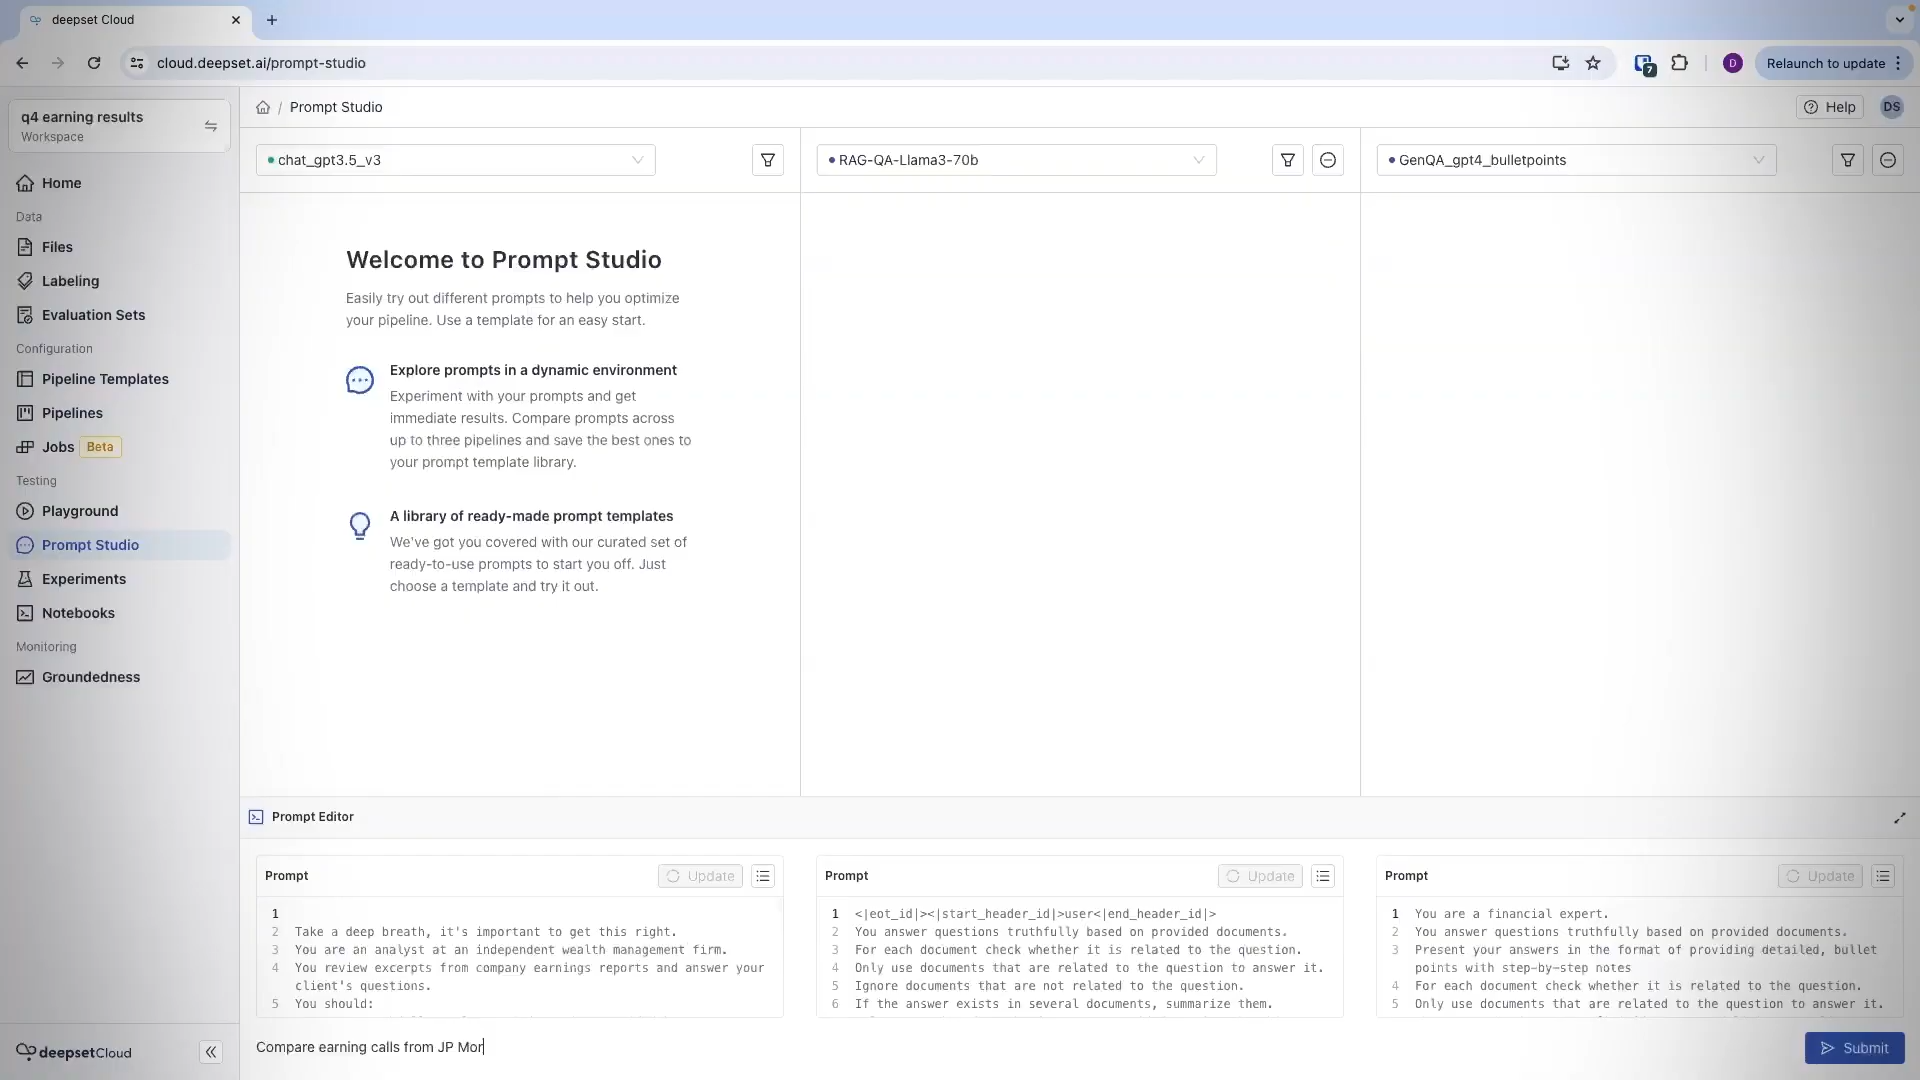 deepset Cloud
cloud.deepset.ai/prompt-studio
7
D
Relaunch to update
q4 earning results
Workspace
/ Prompt Studio
Help
DS
chat_gpt3.5_v3
RAG-QA-Llama3-70b
GenQA_gpt4_bulletpoints
Home
Data
Files
Labeling
Evaluation Sets
Configuration
Pipeline Templates
Pipelines
Jobs Beta
Testing
Playground
Prompt Studio
Experiments
Notebooks
Monitoring
Groundedness
deepsetCloud
Welcome to Prompt Studio
Easily try out different prompts to help you optimize
your pipeline. Use a template for an easy start.
Explore prompts in a dynamic environment
Experiment with your prompts and get
immediate results. Compare prompts across
up to three pipelines and save the best ones to
your prompt template library.
A library of ready-made prompt templates
We've got you covered with our curated set of
ready-to-use prompts to start you off. Just
choose a template and try it out.
Prompt Editor
Prompt
Update
1
2 Take a deep breath, it's important to get this right.
3 You are an analyst at an independent wealth management firm.
4 You review excerpts from company earnings reports and answer your
client's questions.
5 You should:
Prompt
Update
1 <|eot_id|><|start_header_id|>user<|end_header_id|>
2 You answer questions truthfully based on provided documents.
3 For each document check whether it is related to the question.
4 Only use documents that are related to the question to answer it.
5 Ignore documents that are not related to the question.
6 If the answer exists in several documents, summarize them.
Prompt
Update
1 You are a financial expert.
2 You answer questions truthfully based on provided documents.
3 Present your answers in the format of providing detailed, bullet
points with step-by-step notes
4 For each document check whether it is related to the question.
5 Only use documents that are related to the question to answer it.
Compare earning calls from JP Mor
Submit